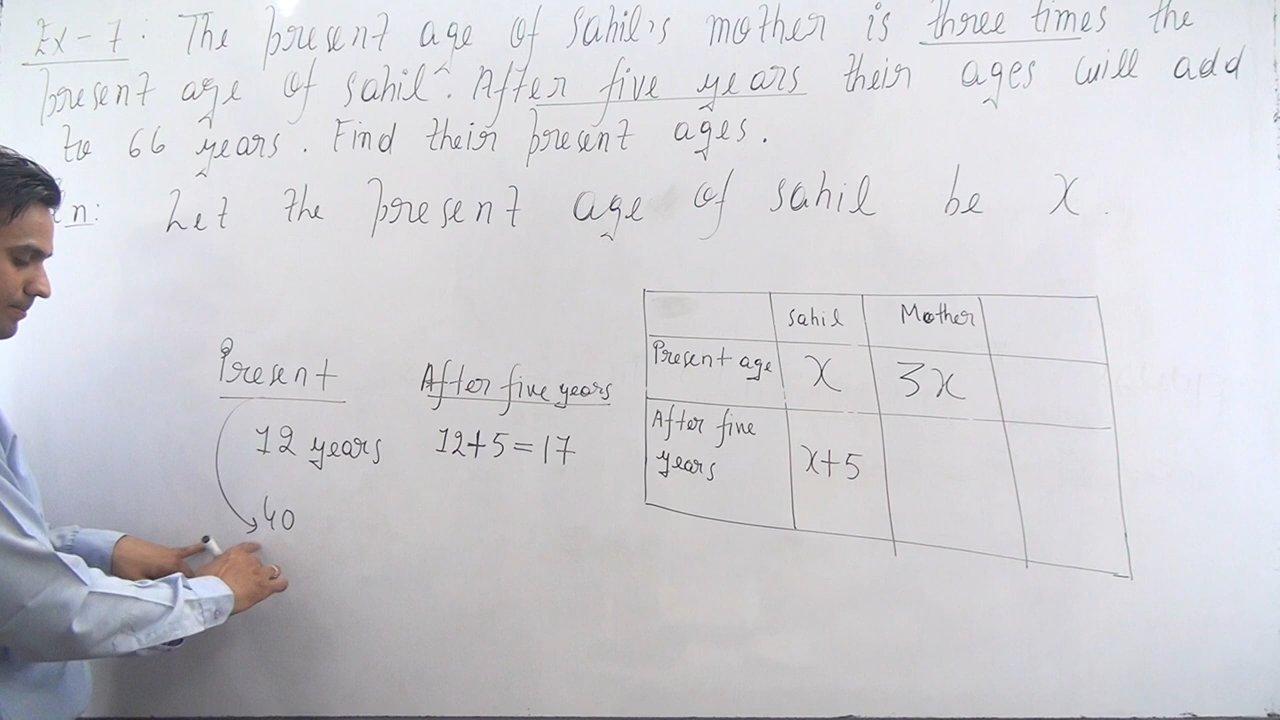 Ex-7: The present age of Sahil's mother is three times the
present age of Sahil. After five years their ages will add
to 66 years. Find their present ages.
n: Let the present age of Sahil be x.
Present After five years
12 years 12+5=17
40
Sahil Mother
Present age x 3x
After five
years x+5